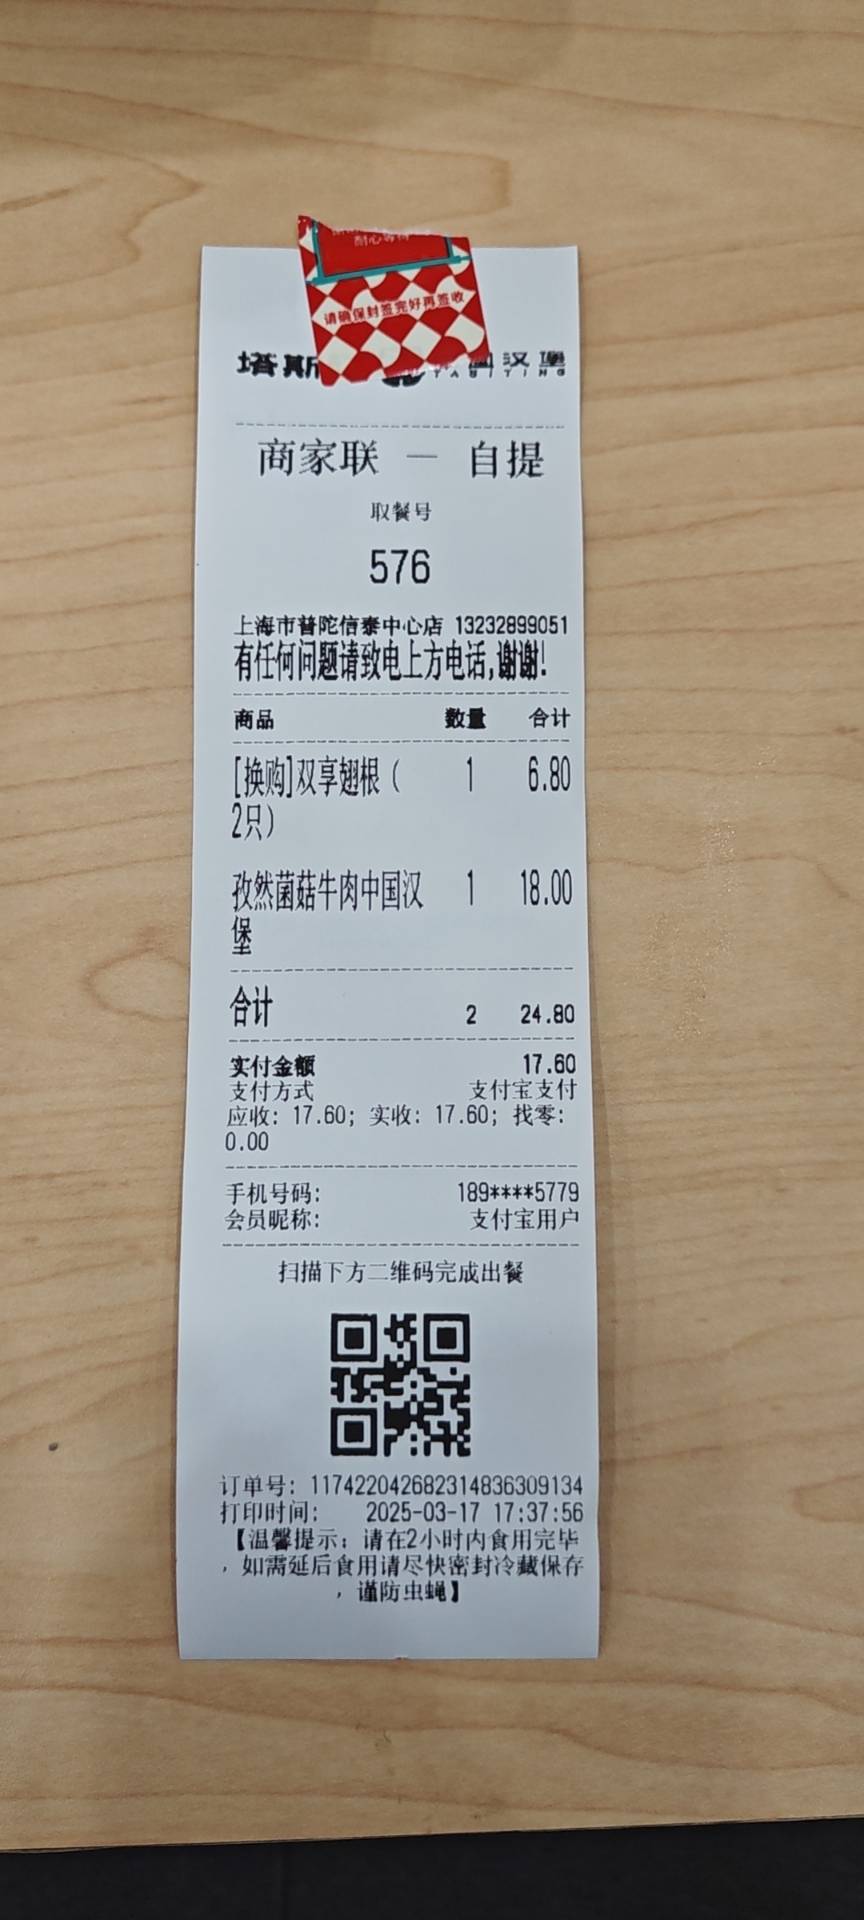 耐心等待
请确保封签完好再签收
塔斯 汉堡
TASITING
商家联 — 自提
取餐号
576
上海市普陀信泰中心店 13232899051
有任何问题请致电上方电话,谢谢!
商品 数量 合计
[换购]双享翅根( 1 6.80
2只)
孜然菌菇牛肉中国汉 1 18.00
堡
合计 2 24.80
实付金额 17.60
支付方式 支付宝支付
应收: 17.60; 实收: 17.60; 找零:
0.00
手机号码: 189****5779
会员昵称: 支付宝用户
扫描下方二维码完成出餐
订单号: 117422042682314836309134
打印时间: 2025-03-17 17:37:56
【温馨提示: 请在2小时内食用完毕
, 如需延后食用请尽快密封冷藏保存
, 谨防虫蝇】